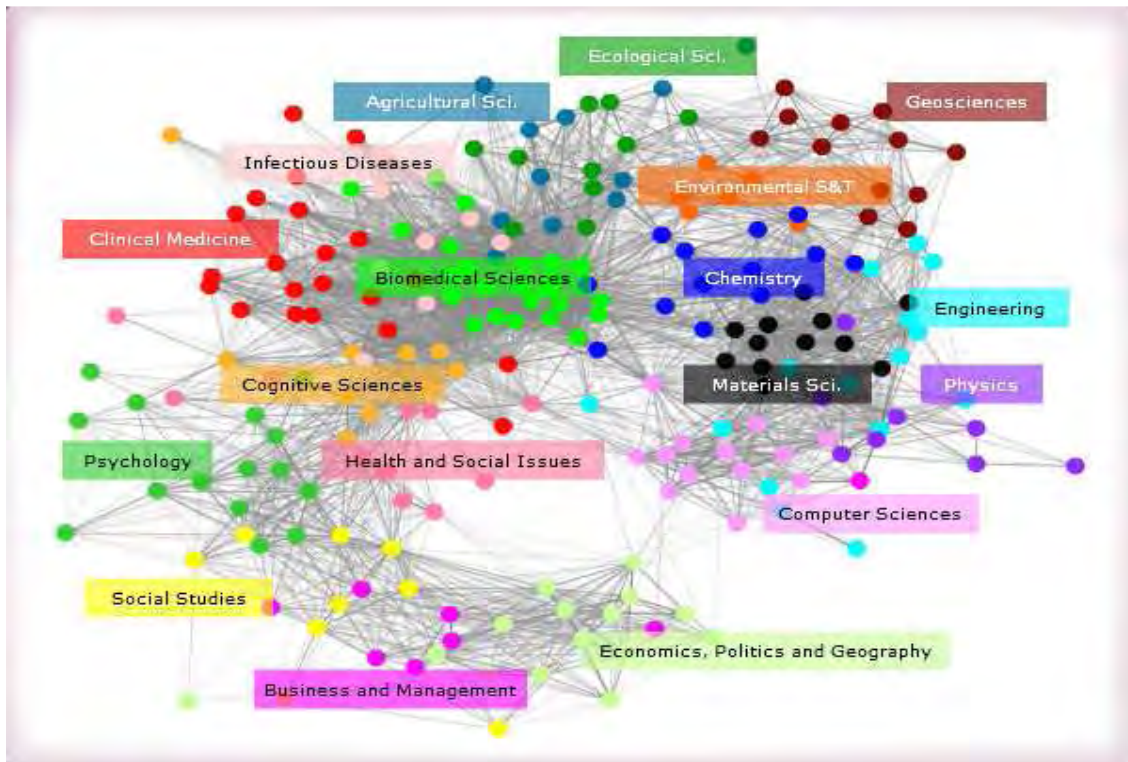 Ecological Sci.
Agricultural Sci.
Geosciences
Infectious Diseases
Environmental S&T
Clinical Medicine
Biomedical Sciences
Chemistry
Engineering
Cognitive Sciences
Materials Sci.
Physics
Psychology
Health and Social Issues
Computer Sciences
Social Studies
Economics, Politics and Geography
Business and Management